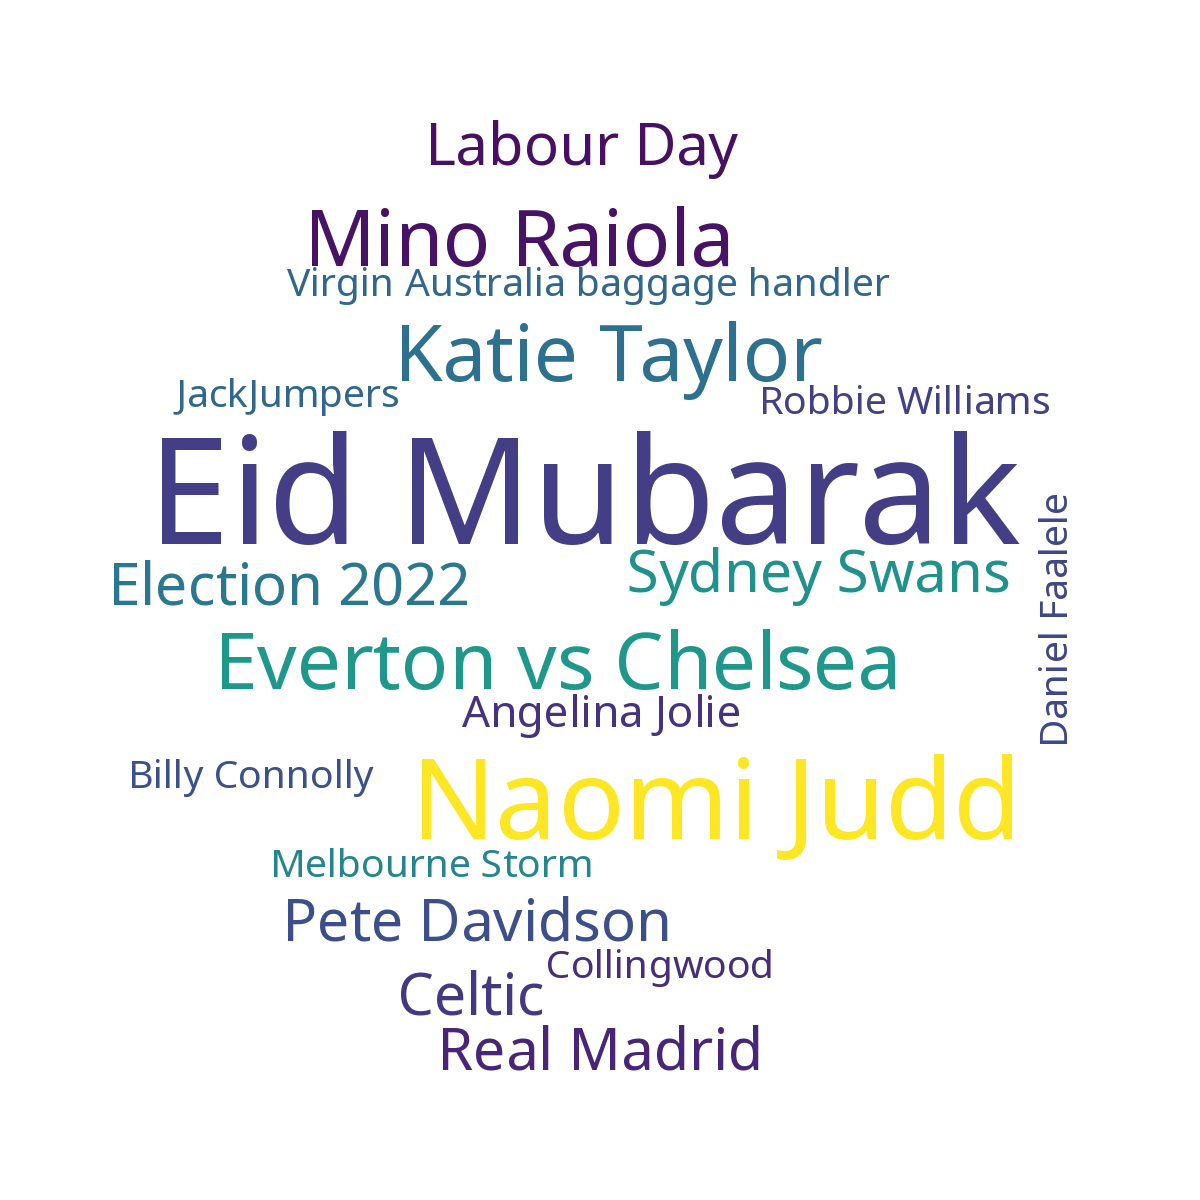 Labour Day
Mino Raiola
Virgin Australia baggage handler
Katie Taylor
JackJumpers
Robbie Williams
Eid Mubarak
Daniel Faalele
Sydney Swans
Election 2022
Everton vs Chelsea
Angelina Jolie
Billy Connolly
Naomi Judd
Melbourne Storm
Pete Davidson
Collingwood
Celtic
Real Madrid